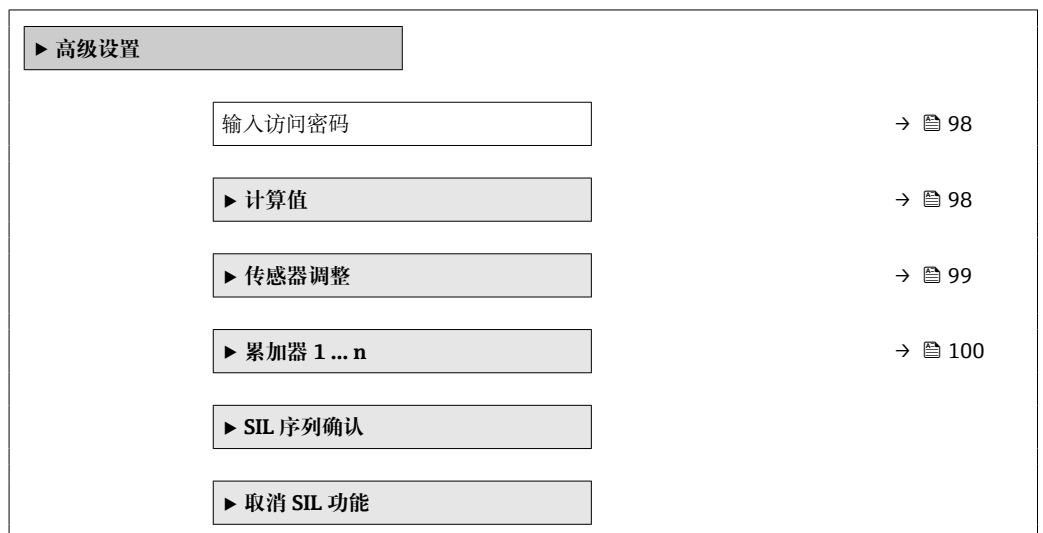 ▶ 高级设置
输入访问密码 → 98
▶ 计算值 → 98
▶ 传感器调整 → 99
▶ 累加器 1 ... n → 100
▶ SIL 序列确认
▶ 取消 SIL 功能